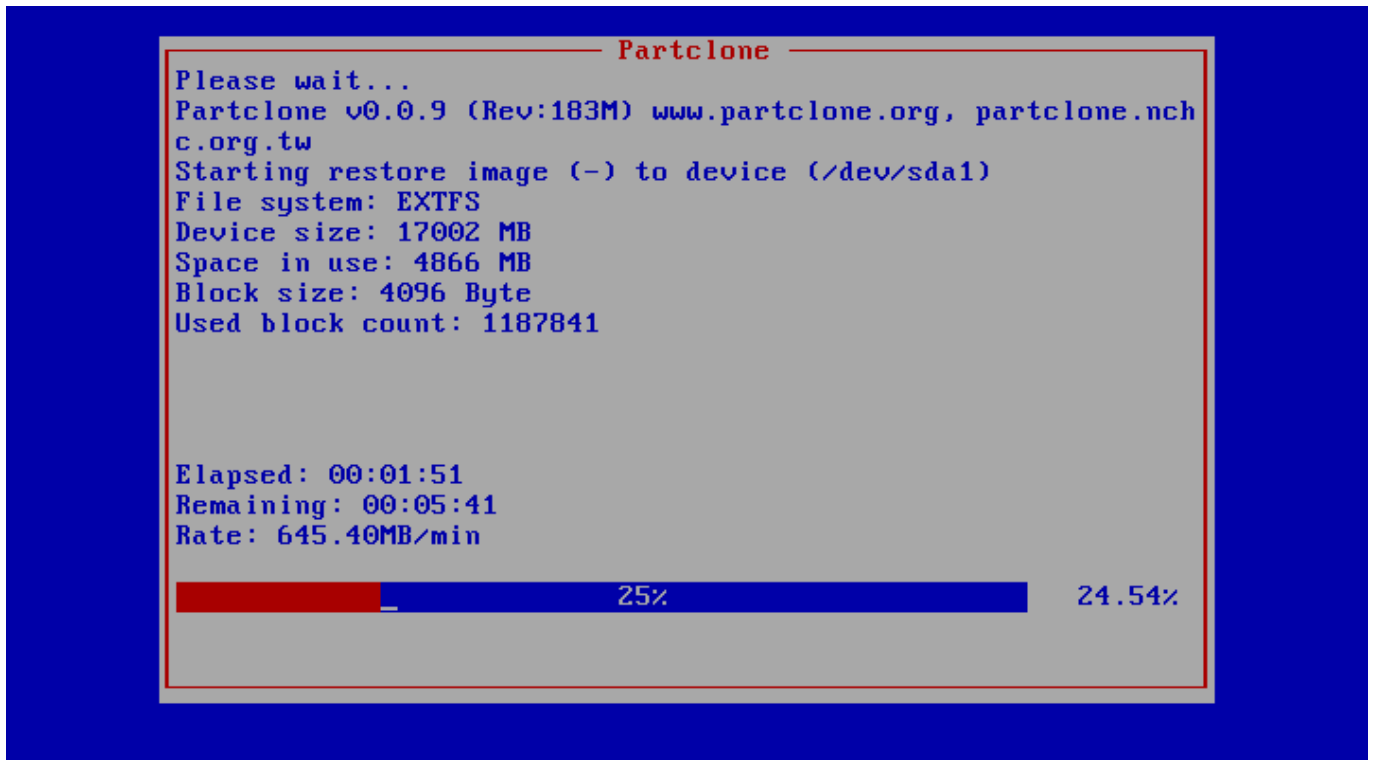 Partclone
Please wait...
Partclone v0.0.9 (Rev:183M) www.partclone.org, partclone.nch
c.org.tw
Starting restore image (-) to device (/dev/sda1)
File system: EXTFS
Device size: 17002 MB
Space in use: 4866 MB
Block size: 4096 Byte
Used block count: 1187841
Elapsed: 00:01:51
Remaining: 00:05:41
Rate: 645.40MB/min
25% 24.54%